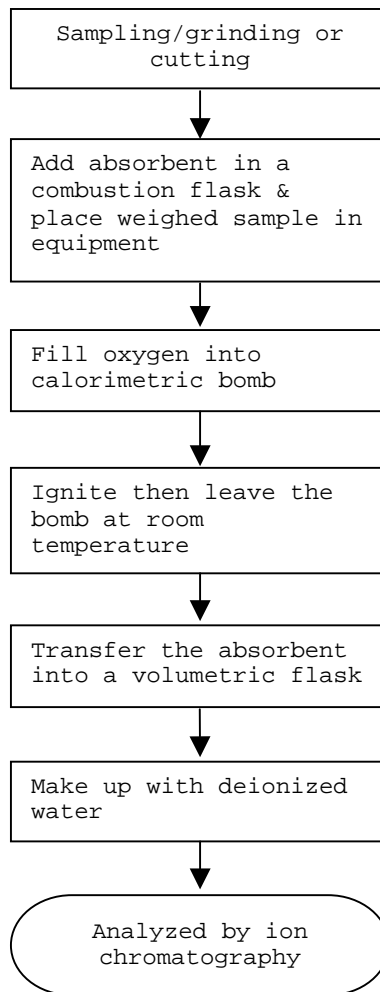 Sampling/grinding or
cutting
Add absorbent in a
combustion flask &
place weighed sample in
equipment
Fill oxygen into
calorimetric bomb
Ignite then leave the
bomb at room
temperature
Transfer the absorbent
into a volumetric flask
Make up with deionized
water
Analyzed by ion
chromatography